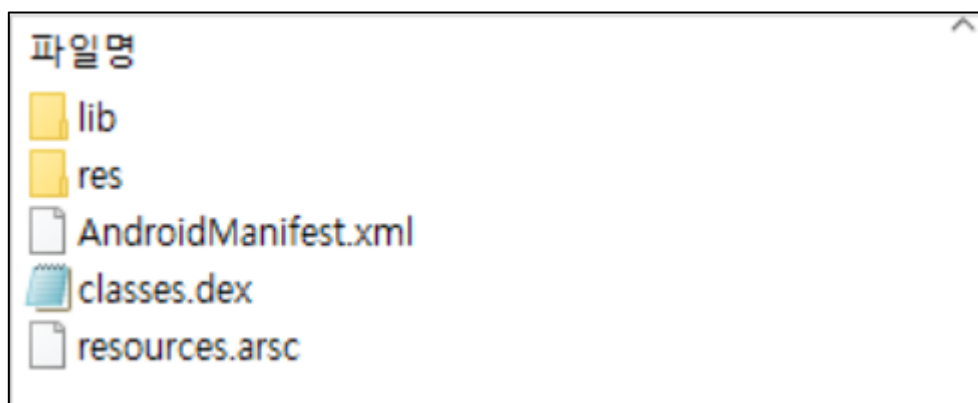 파일명
lib
res
AndroidManifest.xml
classes.dex
resources.arsc